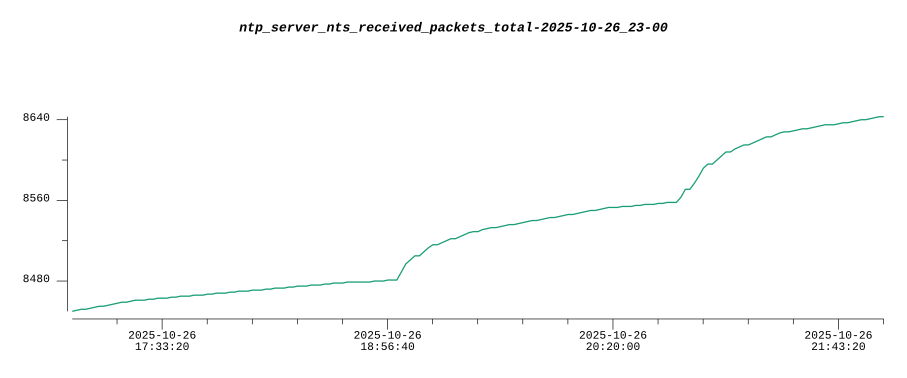 ntp_server_nts_received_packets_total-2025-10-26_23-00
8640
8560
8480
2025-10-26 2025-10-26 2025-10-26 2025-10-26
17:33:20 18:56:40 20:20:00 21:43:20